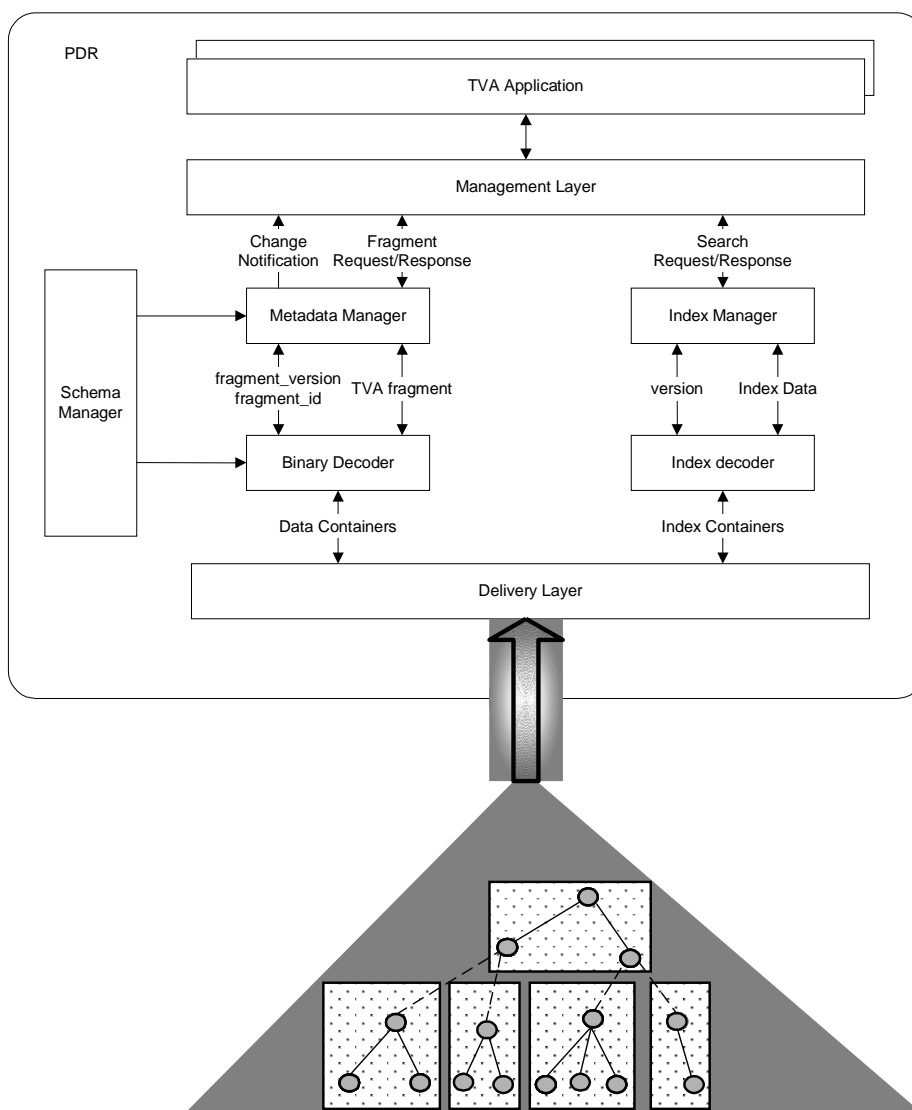 PDR
TVA Application
Management Layer
Change
Notification
Fragment
Request/Response
Search
Request/Response
Metadata Manager
Index Manager
Schema
Manager
fragment_version
fragment_id
TVA fragment
version
Index Data
Binary Decoder
Index decoder
Data Containers
Index Containers
Delivery Layer